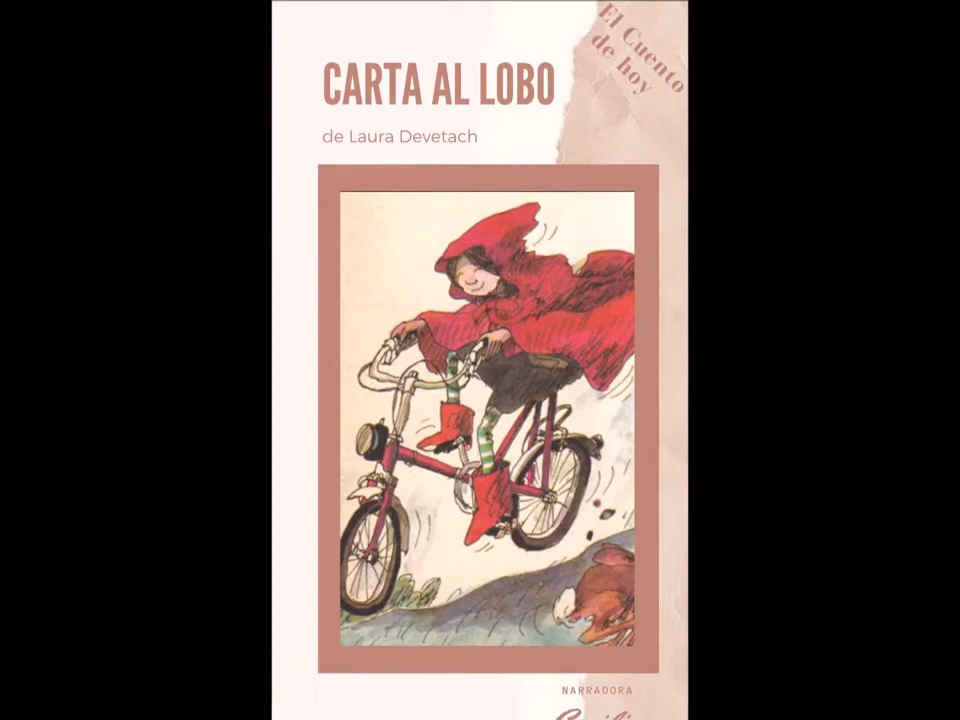 El Cuento
de hoy
CARTA AL LOBO
de Laura Devetach
NARRADORA